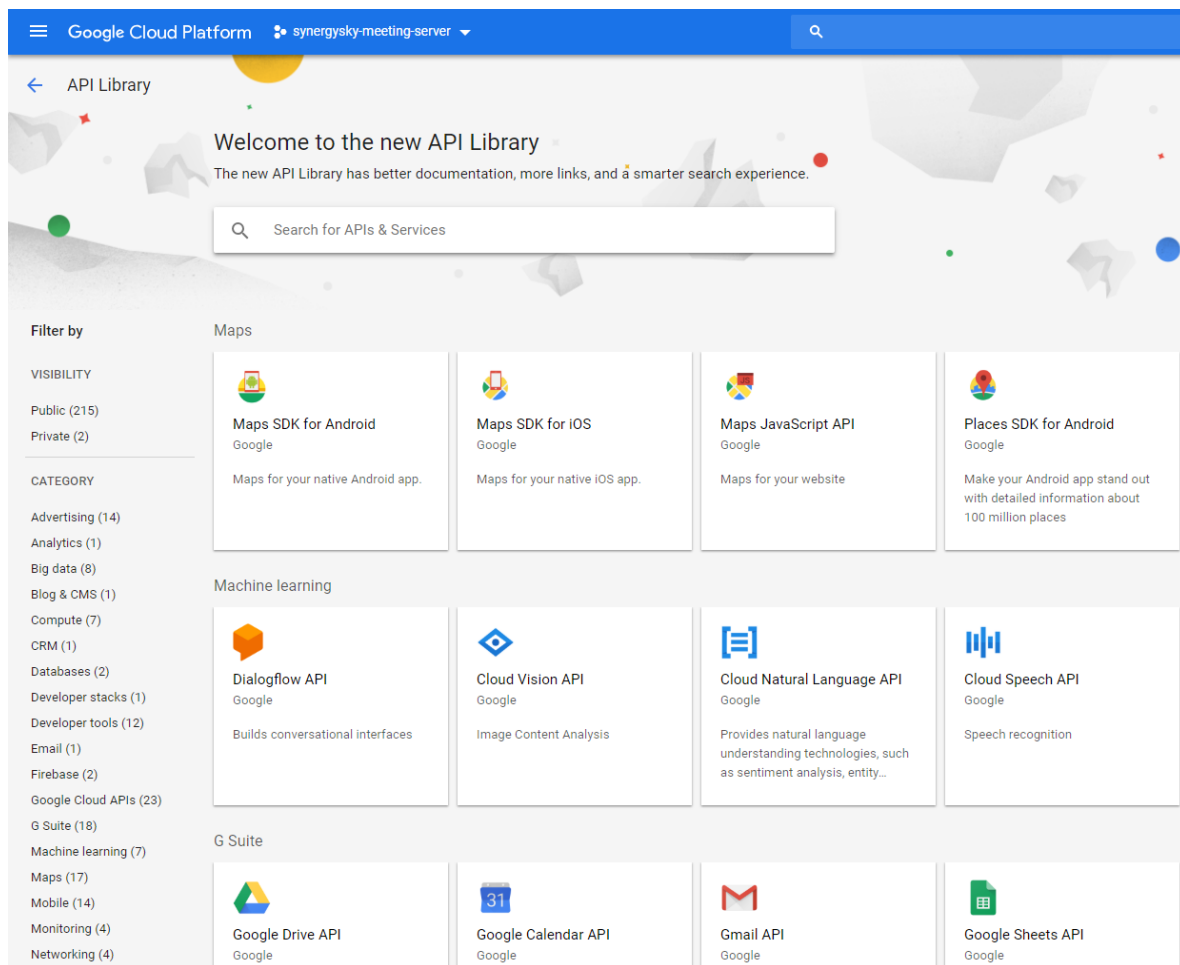 Google Cloud Platform synergysky-meeting-server
API Library
Welcome to the new API Library
The new API Library has better documentation, more links, and a smarter search experience.
Search for APIs & Services
Filter by
VISIBILITY
Public (215)
Private (2)
CATEGORY
Advertising (14)
Analytics (1)
Big data (8)
Blog & CMS (1)
Compute (7)
CRM (1)
Databases (2)
Developer stacks (1)
Developer tools (12)
Email (1)
Firebase (2)
Google Cloud APIs (23)
G Suite (18)
Machine learning (7)
Maps (17)
Mobile (14)
Monitoring (4)
Networking (4)
Maps
Maps SDK for Android
Google
Maps for your native Android app.
Maps SDK for iOS
Google
Maps for your native iOS app.
JS
Maps JavaScript API
Google
Maps for your website
Places SDK for Android
Google
Make your Android app stand out
with detailed information about
100 million places
Machine learning
Dialogflow API
Google
Builds conversational interfaces
Cloud Vision API
Google
Image Content Analysis
Cloud Natural Language API
Google
Provides natural language
understanding technologies, such
as sentiment analysis, entity…
Cloud Speech API
Google
Speech recognition
G Suite
Google Drive API
Google
31
Google Calendar API
Google
Gmail API
Google
Google Sheets API
Google